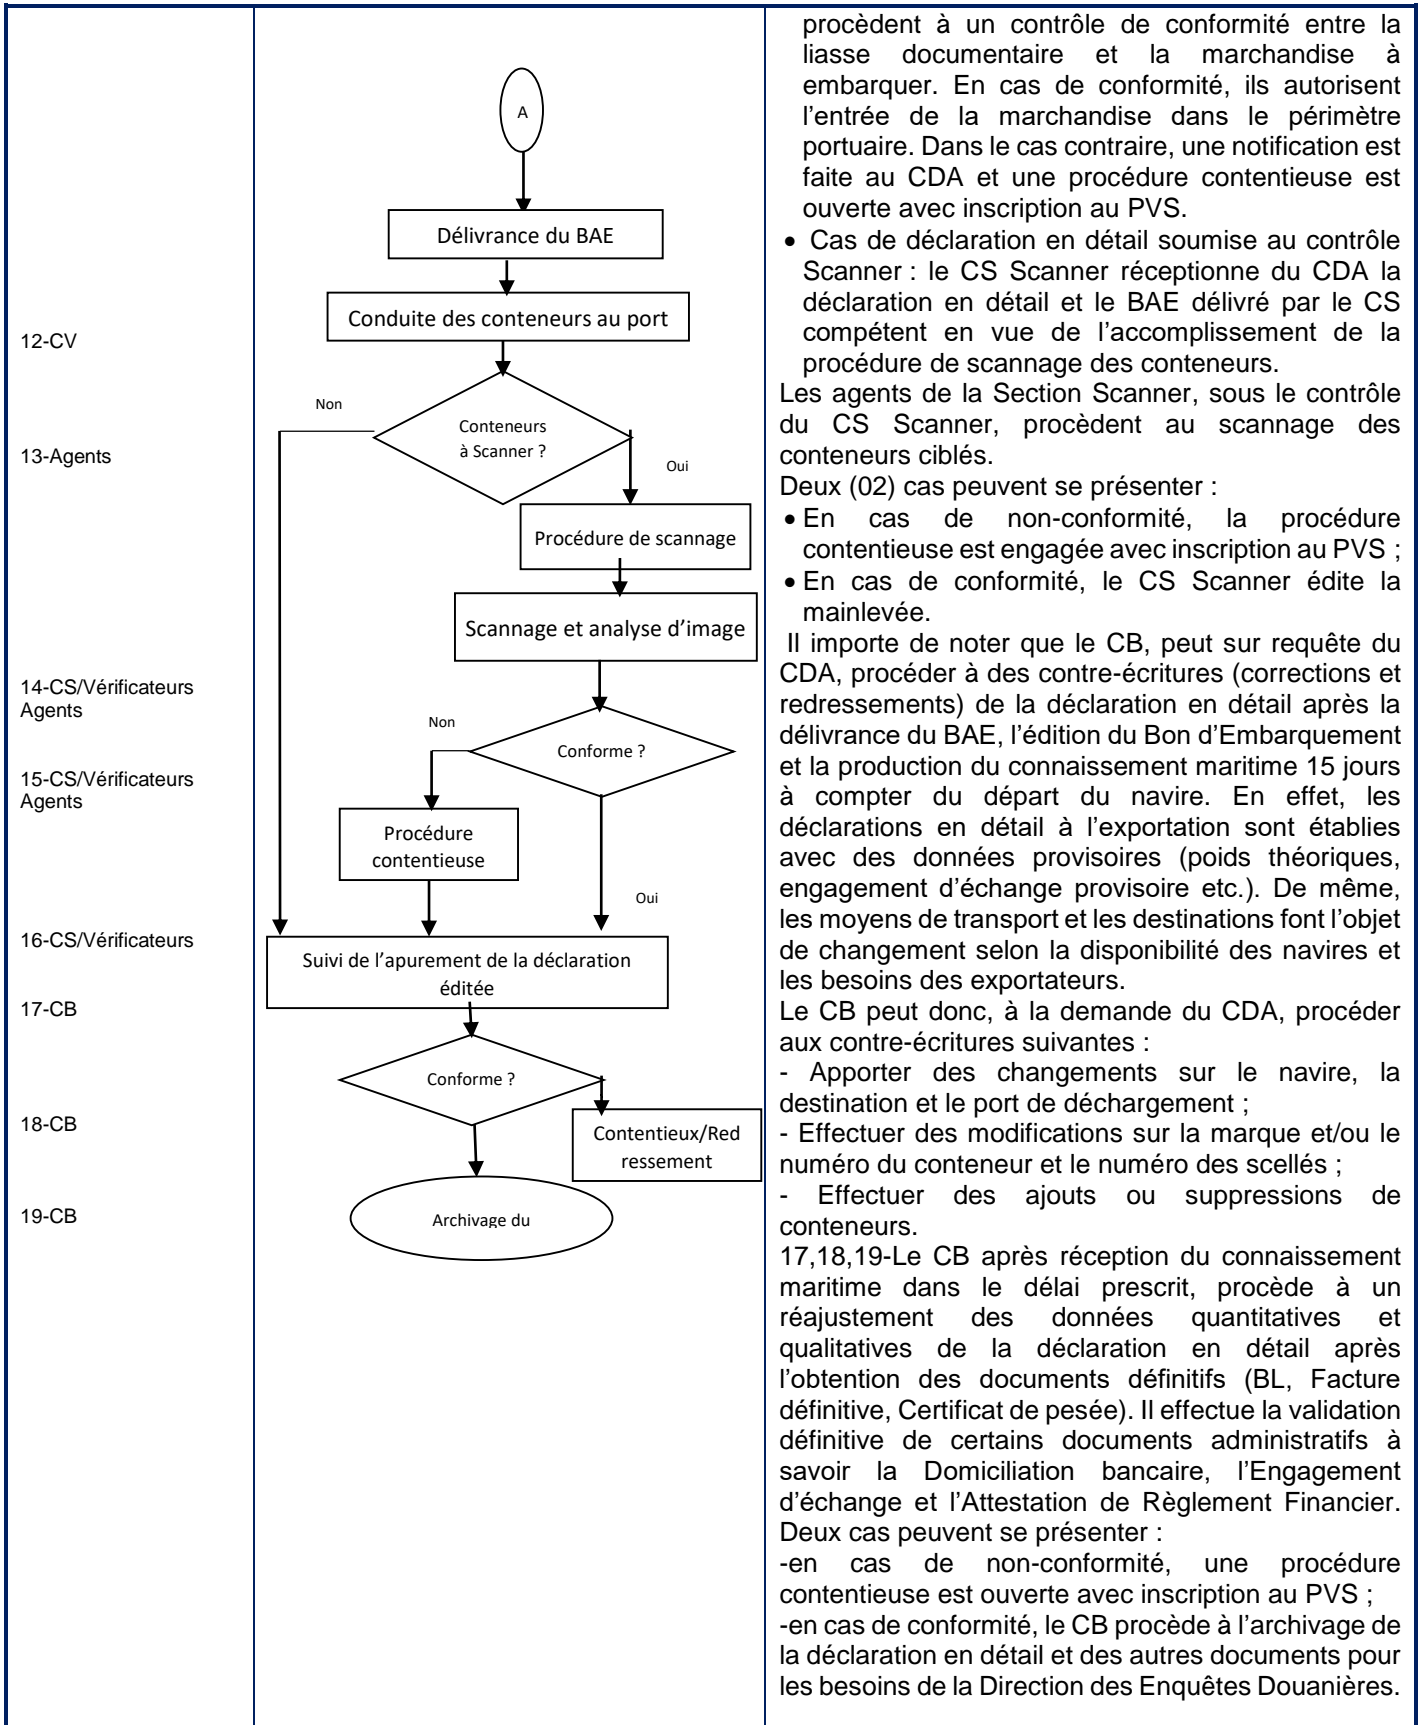 12-CV
13-Agents
14-CS/Vérificateurs
Agents
15-CS/Vérificateurs
Agents
16-CS/Vérificateurs
17-CB
18-CB
19-CB
A
Délivrance du BAE
Conduite des conteneurs au port
Non
Conteneurs
à Scanner ?
Oui
Procédure de scannage
Scannage et analyse d’image
Non
Conforme ?
Procédure
contentieuse
Oui
Suivi de l’apurement de la déclaration
éditée
Conforme ?
Contentieux/Red
ressement
Archivage du
procèdent à un contrôle de conformité entre la
liasse documentaire et la marchandise à
embarquer. En cas de conformité, ils autorisent
l’entrée de la marchandise dans le périmètre
portuaire. Dans le cas contraire, une notification est
faite au CDA et une procédure contentieuse est
ouverte avec inscription au PVS.
• Cas de déclaration en détail soumise au contrôle
Scanner : le CS Scanner réceptionne du CDA la
déclaration en détail et le BAE délivré par le CS
compétent en vue de l’accomplissement de la
procédure de scannage des conteneurs.
Les agents de la Section Scanner, sous le contrôle
du CS Scanner, procèdent au scannage des
conteneurs ciblés.
Deux (02) cas peuvent se présenter :
• En cas de non-conformité, la procédure
contentieuse est engagée avec inscription au PVS ;
• En cas de conformité, le CS Scanner édite la
mainlevée.
Il importe de noter que le CB, peut sur requête du
CDA, procéder à des contre-écritures (corrections et
redressements) de la déclaration en détail après la
délivrance du BAE, l’édition du Bon d’Embarquement
et la production du connaissement maritime 15 jours
à compter du départ du navire. En effet, les
déclarations en détail à l’exportation sont établies
avec des données provisoires (poids théoriques,
engagement d’échange provisoire etc.). De même,
les moyens de transport et les destinations font l’objet
de changement selon la disponibilité des navires et
les besoins des exportateurs.
Le CB peut donc, à la demande du CDA, procéder
aux contre-écritures suivantes :
- Apporter des changements sur le navire, la
destination et le port de déchargement ;
- Effectuer des modifications sur la marque et/ou le
numéro du conteneur et le numéro des scellés ;
- Effectuer des ajouts ou suppressions de
conteneurs.
17,18,19-Le CB après réception du connaissement
maritime dans le délai prescrit, procède à un
réajustement des données quantitatives et
qualitatives de la déclaration en détail après
l’obtention des documents définitifs (BL, Facture
définitive, Certificat de pesée). Il effectue la validation
définitive de certains documents administratifs à
savoir la Domiciliation bancaire, l’Engagement
d’échange et l’Attestation de Règlement Financier.
Deux cas peuvent se présenter :
-en cas de non-conformité, une procédure
contentieuse est ouverte avec inscription au PVS ;
-en cas de conformité, le CB procède à l’archivage de
la déclaration en détail et des autres documents pour
les besoins de la Direction des Enquêtes Douanières.